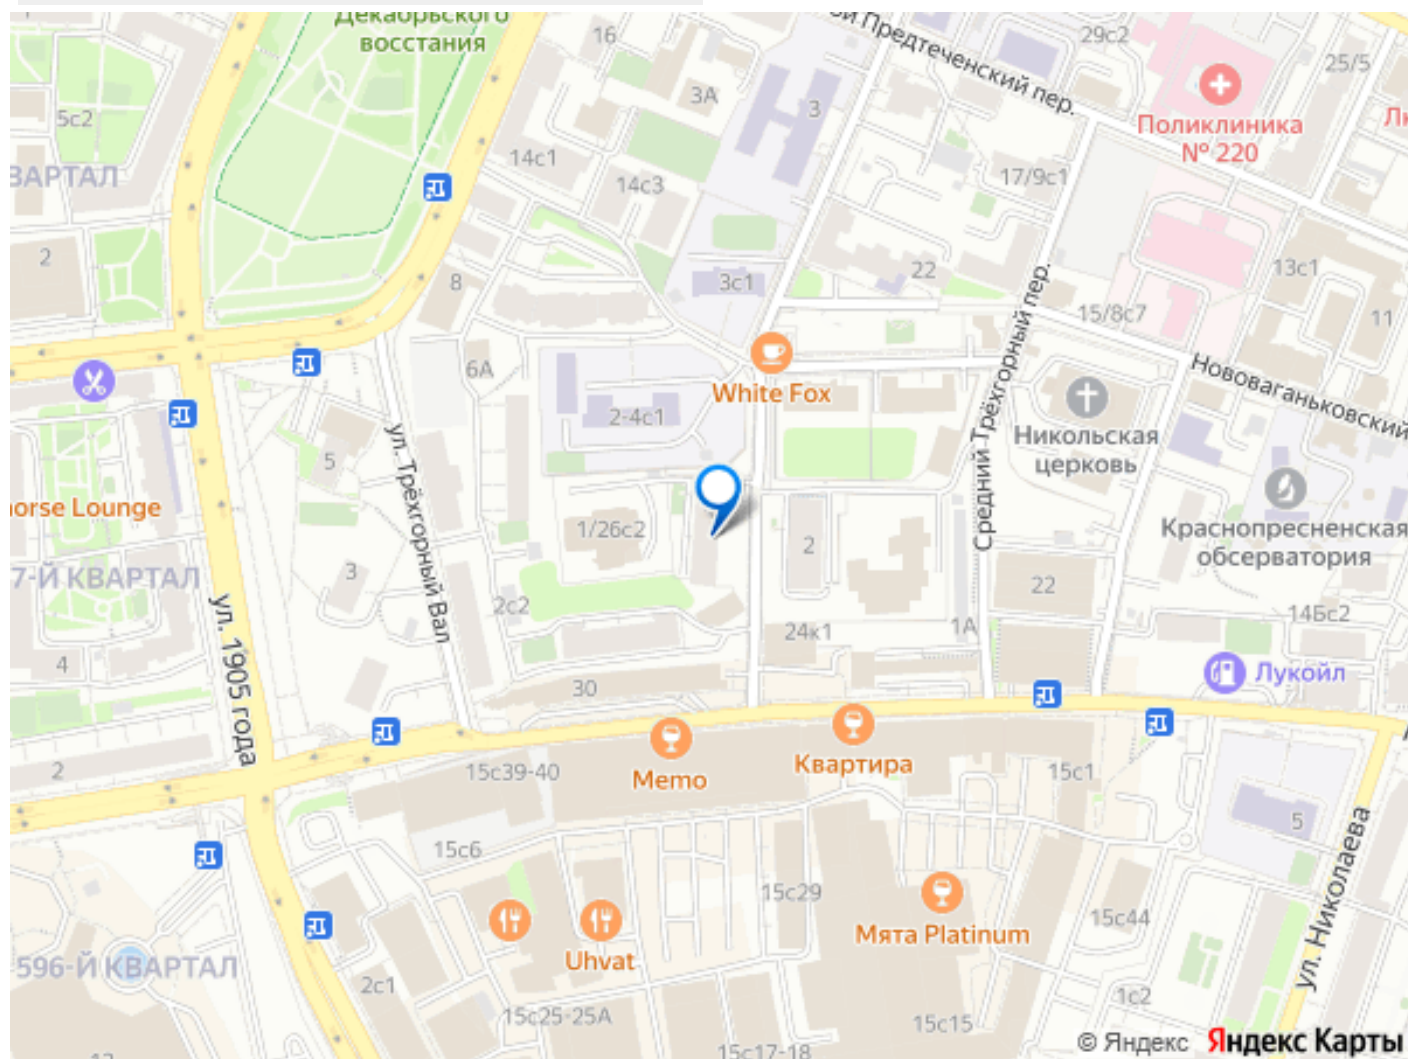 Декабрьского
восстания
16
3А
3
ой Предтеченский пер.
29с2
25/5
Поликлиника
№ 220
5с2
14с1
14с3
17/9с1
2
8
3с1
22
13с1
15/8с7
11
6А
White Fox
2-4с1
Никольская
церковь
Нововаганьковский
5
ул. Трёхгорный Вал
Средний Трёхгорный пер.
orse Lounge
1/26с2
2
Краснопресненская
обсерватория
7-Й КВАРТАЛ
3
2с2
22
14Бс2
24к1
1А
ул. 1905 года
4
30
Лукойл
2
15с39-40
Memo
Квартира
15с1
5
15с6
15с29
15с44
ул. Николаева
Uhvat
Мята Platinum
596-Й КВАРТАЛ
2с1
15с25-25А
15с15
1с2
15с17-18
© Яндекс Яндекс Карты